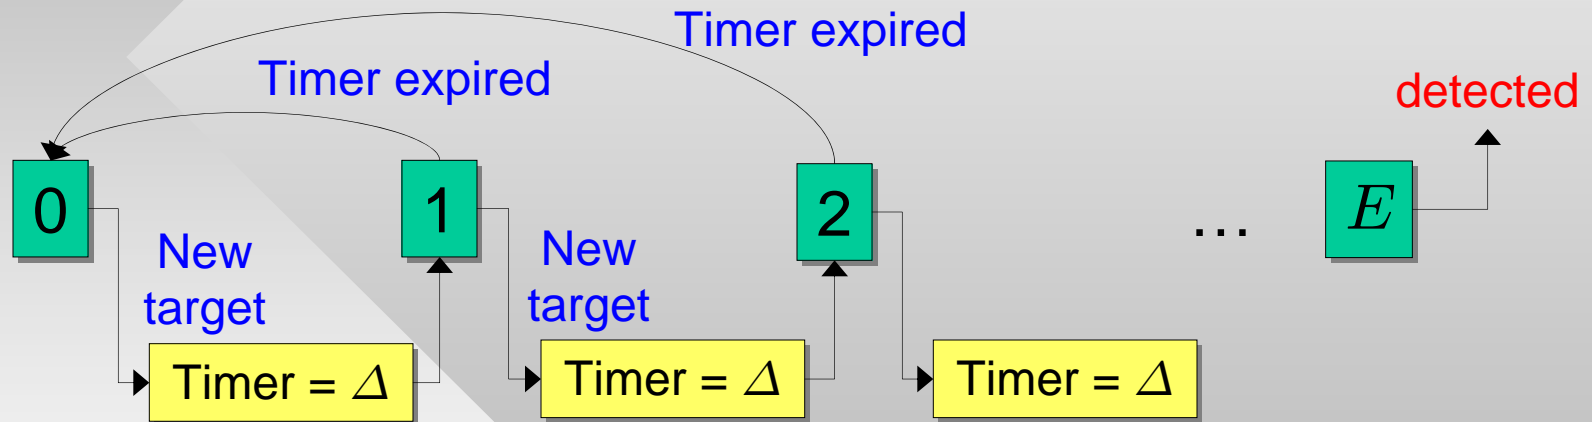 Timer expired
Timer expired
detected
0
1
2
...
E
New
target
New
target
Timer = Δ
Timer = Δ
Timer = Δ